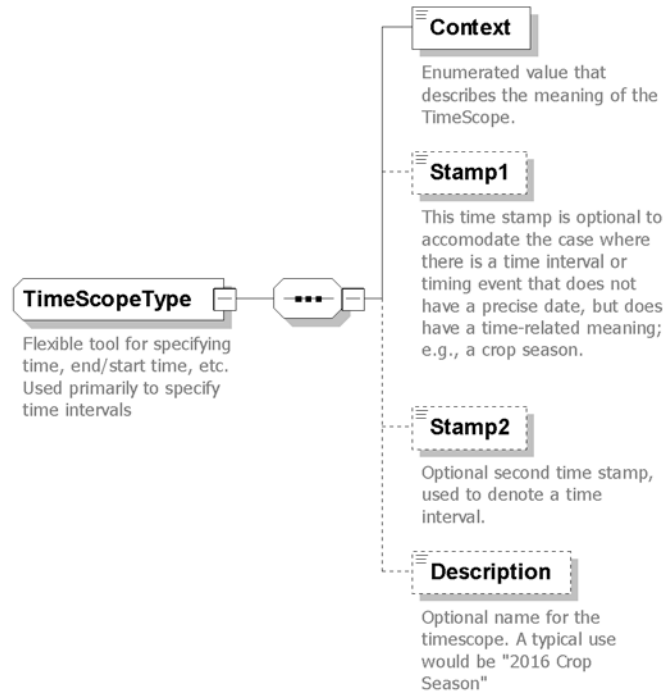 Context
Enumerated value that
describes the meaning of the
TimeScope.
Stamp1
This time stamp is optional to
accomodate the case where
there is a time interval or
timing event that does not
have a precise date, but does
have a time-related meaning;
e.g., a crop season.
TimeScopeType
Flexible tool for specifying
time, end/start time, etc.
Used primarily to specify
time intervals
Stamp2
Optional second time stamp,
used to denote a time
interval.
Description
Optional name for the
timescope. A typical use
would be "2016 Crop
Season"